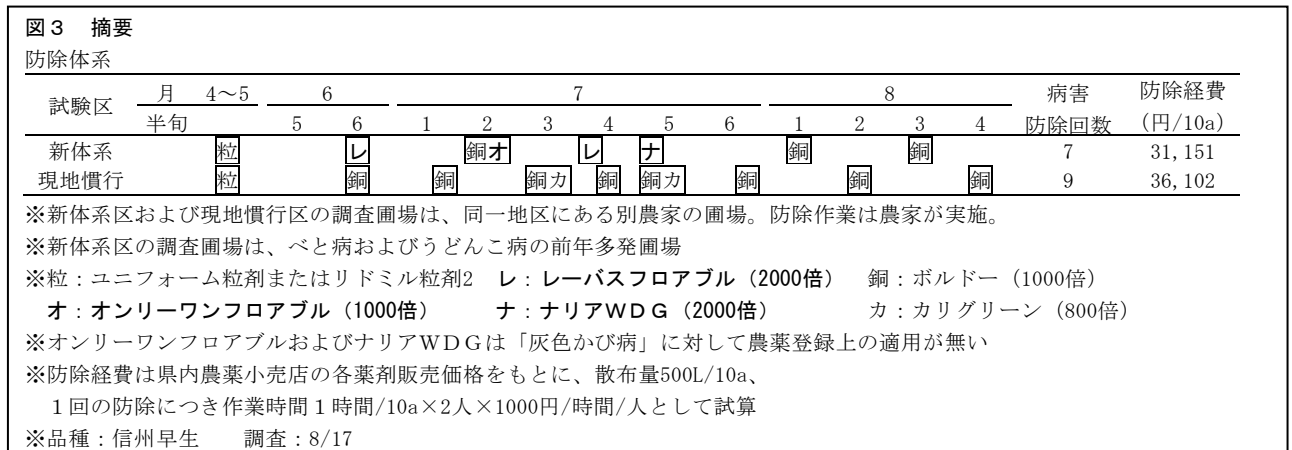 図3 摘要
防除体系
試験区 月 4～5 6 7 8 病害防除回数 防除経費(円/10a)
半旬 5 6 1 2 3 4 5 6 1 2 3 4
新体系 粒 レ 銅オ レ ナ 銅 銅 7 31,151
現地慣行 粒 銅 銅 銅カ 銅 銅カ 銅 銅 銅 9 36,102
※新体系区および現地慣行区の調査圃場は、同一地区にある別農家の圃場。防除作業は農家が実施。
※新体系区の調査圃場は、べと病およびうどんこ病の前年多発圃場
※粒：ユニフォーム粒剤またはリドミル粒剤2 レ：レーバスフロアブル（2000倍） 銅：ボルドー（1000倍）
オ：オンリーワンフロアブル（1000倍） ナ：ナリアＷＤＧ（2000倍） カ：カリグリーン（800倍）
※オンリーワンフロアブルおよびナリアＷＤＧは「灰色かび病」に対して農薬登録上の適用が無い
※防除経費は県内農薬小売店の各薬剤販売価格をもとに、散布量500L/10a、
１回の防除につき作業時間１時間/10a×2人×1000円/時間/人として試算
※品種：信州早生 調査：8/17